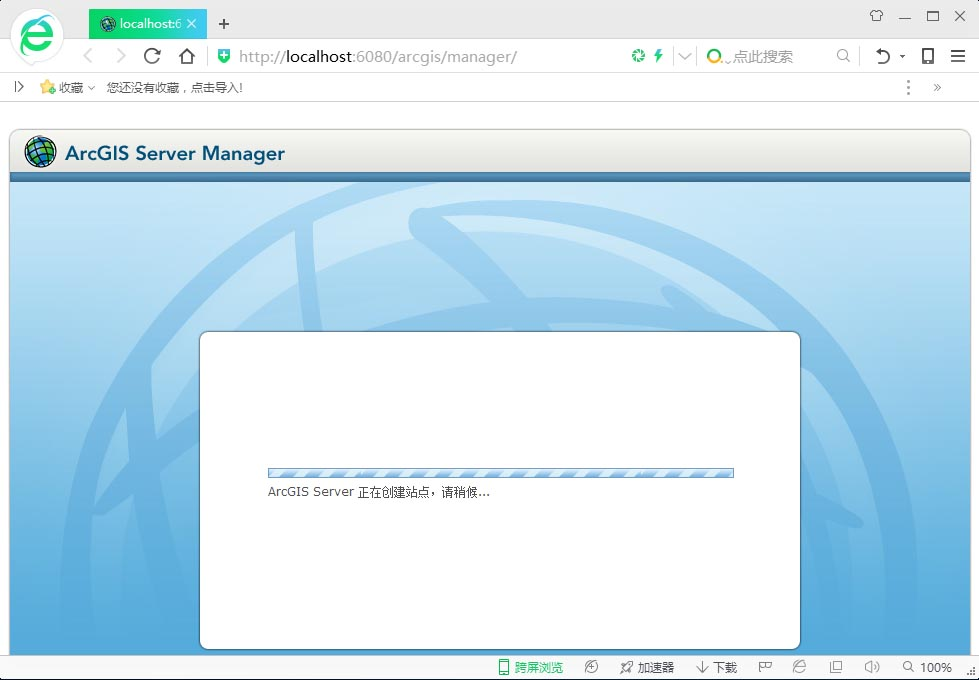 localhost:6
http://localhost:6080/arcgis/manager/
点此搜索
收藏
您还没有收藏，点击导入!
ArcGIS Server Manager
ArcGIS Server 正在创建站点，请稍候...
跨屏浏览
加速器
下载
100%